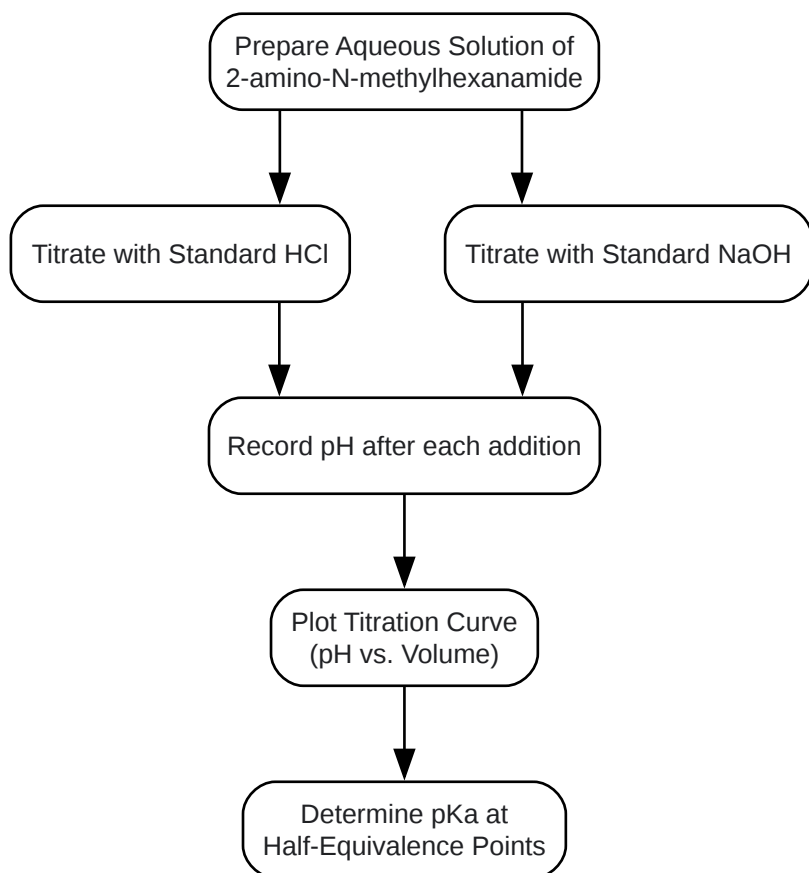 Prepare Aqueous Solution of
2-amino-N-methylhexanamide
Titrate with Standard HCl
Titrate with Standard NaOH
Record pH after each addition
Plot Titration Curve
(pH vs. Volume)
Determine pKa at
Half-Equivalence Points